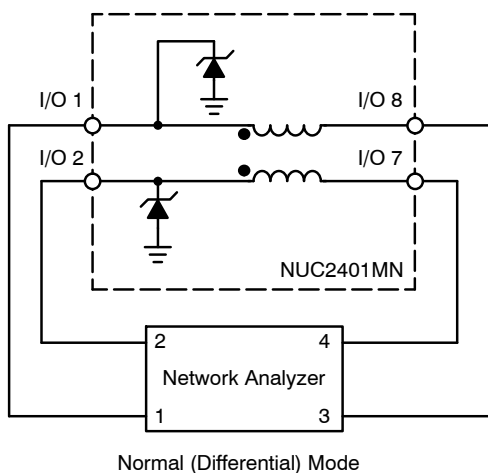 I/O 1
I/O 8
I/O 2
I/O 7
NUC2401MN
2
4
Network Analyzer
1
3
Normal (Differential) Mode